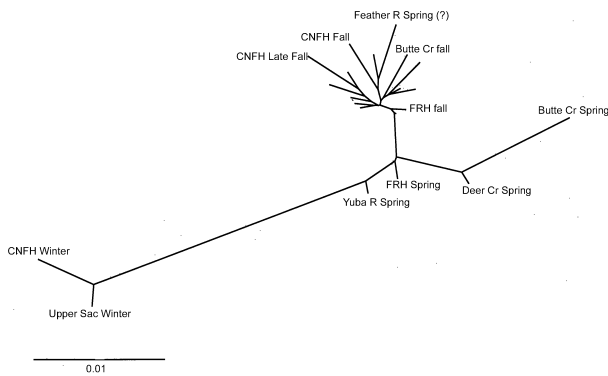 Feather R Spring (?)
CNFH Fall
Butte Cr fall
CNFH Late Fall
FRH fall
Butte Cr Spring
FRH Spring
Deer Cr Spring
Yuba R Spring
CNFH Winter
Upper Sac Winter
0.01